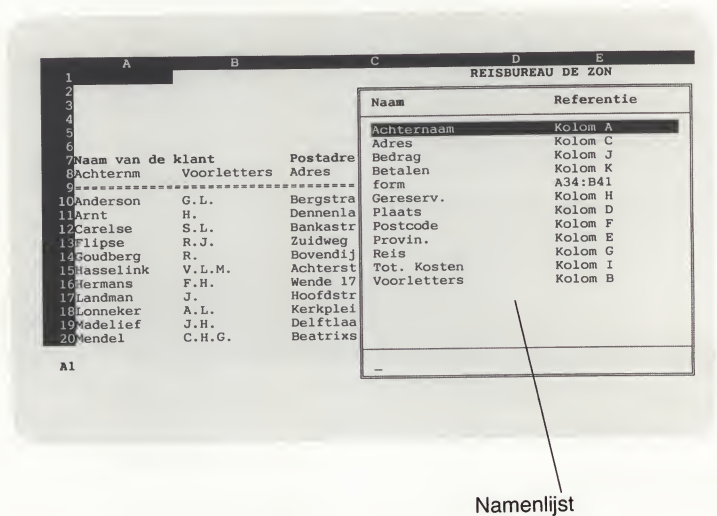 A B C D E
1 REISBUREAU DE ZON
2
3
4
5
6
7 Naam van de klant Postadre
8 Achternm Voorletters Adres
9 ==================================
10 Anderson G.L. Bergstra
11 Arnt H. Dennenla
12 Carelse S.L. Bankastr
13 Flipse R.J. Zuidweg
14 Goudberg R. Bovendij
15 Hasselink V.L.M. Achterst
16 Hermans F.H. Wende 17
17 Landman J. Hoofdstr
18 Lonneker A.L. Kerkplei
19 Madelief J.H. Delftlaa
20 Mendel C.H.G. Beatrixs
A1
Naam Referentie
Achternaam Kolom A
Adres Kolom C
Bedrag Kolom J
Betalen Kolom K
form A34:B41
Gereserv. Kolom H
Plaats Kolom D
Postcode Kolom F
Provin. Kolom E
Reis Kolom G
Tot. Kosten Kolom I
Voorletters Kolom B
_
Namenlijst